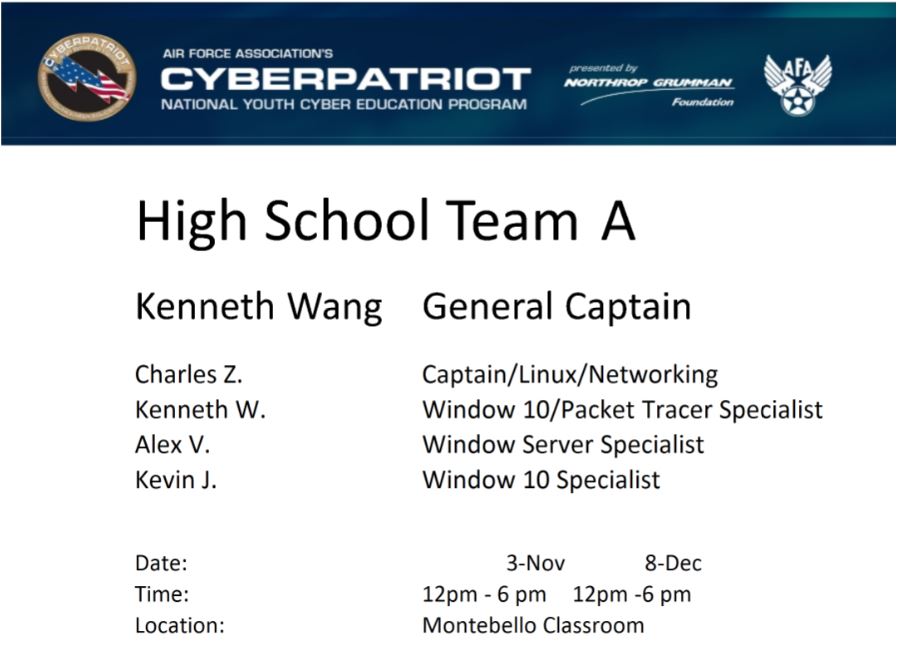 CYBERPATRIOT
AIR FORCE ASSOCIATION'S
CYBERPATRIOT
NATIONAL YOUTH CYBER EDUCATION PROGRAM
presented by
NORTHROP GRUMMAN
Foundation
AFA
High School Team A
Kenneth Wang General Captain
Charles Z. Captain/Linux/Networking
Kenneth W. Window 10/Packet Tracer Specialist
Alex V. Window Server Specialist
Kevin J. Window 10 Specialist
Date: 3-Nov 8-Dec
Time: 12pm - 6 pm 12pm -6 pm
Location: Montebello Classroom